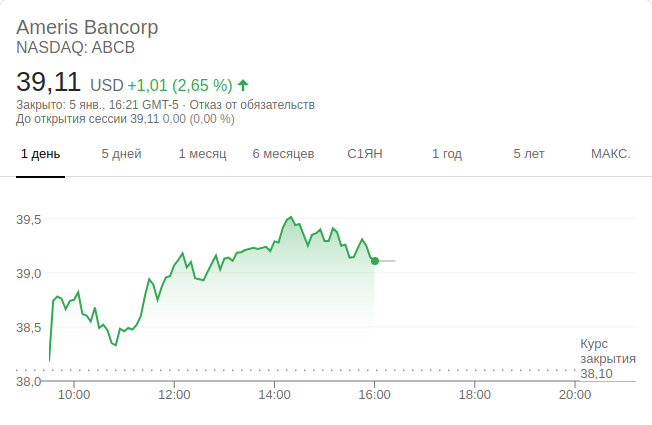 Ameris Bancorp
NASDAQ: ABCB
39,11 USD +1,01 (2,65 %)
Закрыто: 5 янв., 16:21 GMT-5 · Отказ от обязательств
До открытия сессии 39,11 0,00 (0,00 %)
1 день 5 дней 1 месяц 6 месяцев С1ЯН 1 год 5 лет МАКС.
39,5
39,0
38,5
Курс
закрытия
38,10
38,0
10:00 12:00 14:00 16:00 18:00 20:00